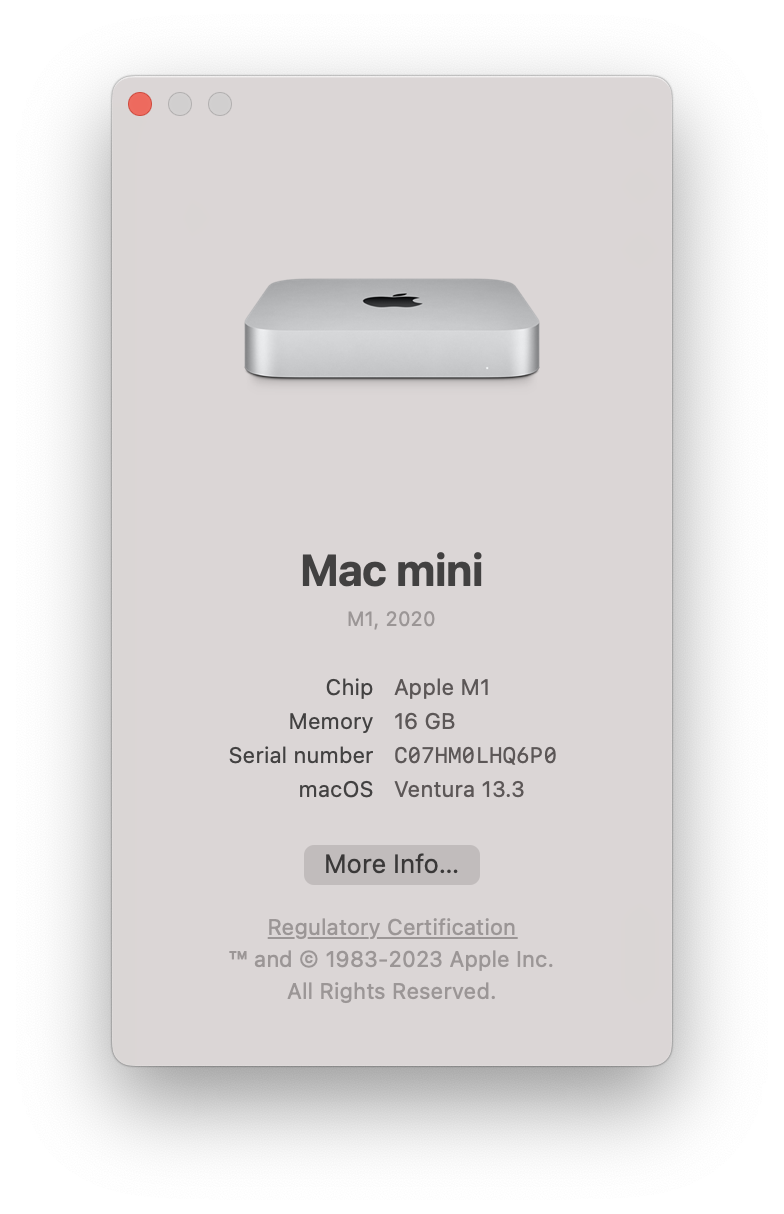 Mac mini
M1, 2020
Chip Apple M1
Memory 16 GB
Serial number C07HM0LHQ6P0
macOS Ventura 13.3
More Info...
Regulatory Certification
™ and © 1983-2023 Apple Inc.
All Rights Reserved.